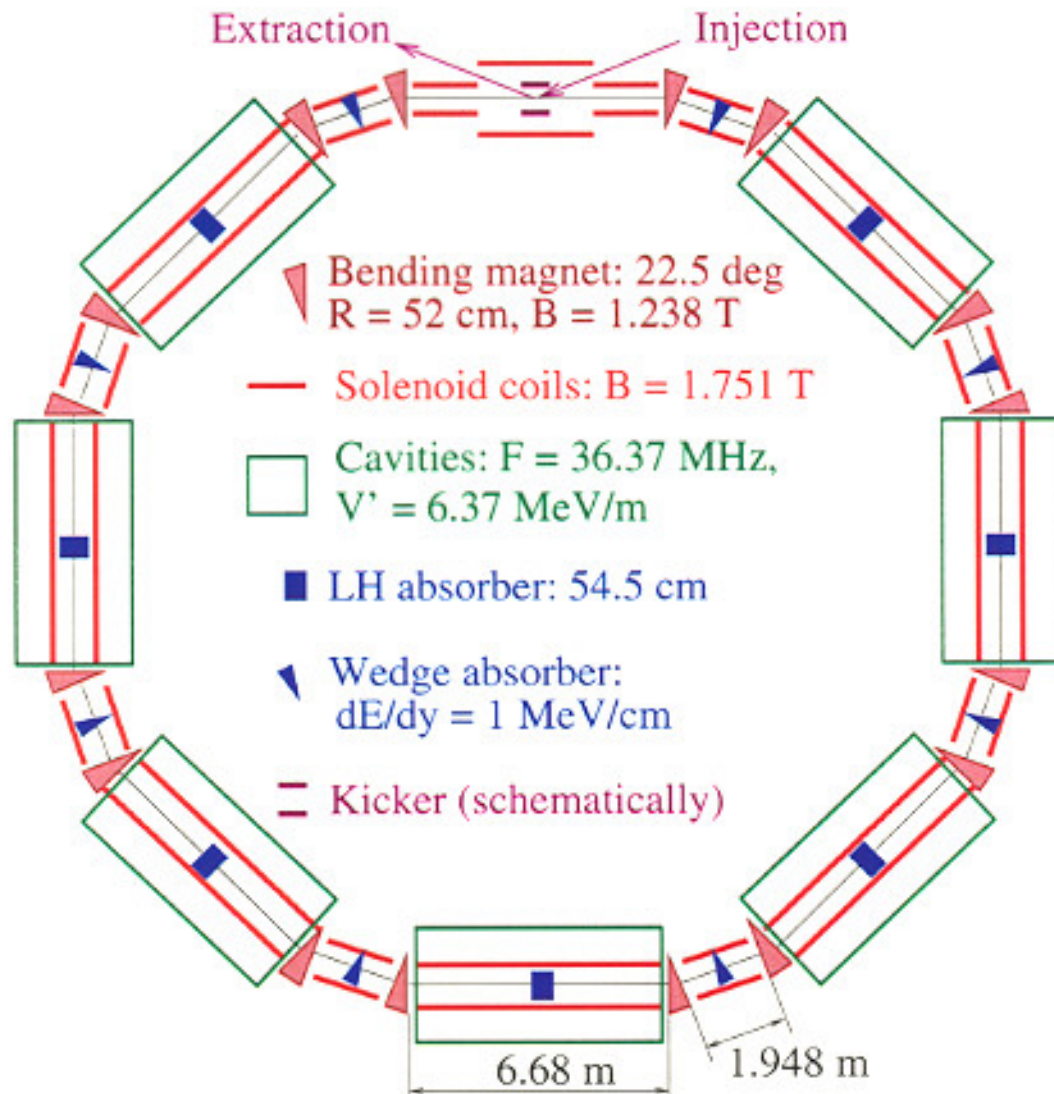 Extraction
Injection
Bending magnet: 22.5 deg
R = 52 cm, B = 1.238 T
Solenoid coils: B = 1.751 T
Cavities: F = 36.37 MHz,
V' = 6.37 MeV/m
LH absorber: 54.5 cm
Wedge absorber:
dE/dy = 1 MeV/cm
Kicker (schematically)
6.68 m
1.948 m